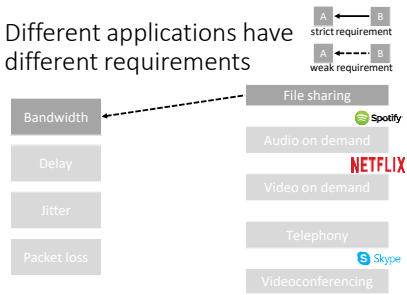 Different applications have
different requirements
A B
strict requirement
A B
weak requirement
Bandwidth
Delay
Jitter
Packet loss
File sharing
Spotify
Audio on demand
NETFLIX
Video on demand
Telephony
Skype
Videoconferencing